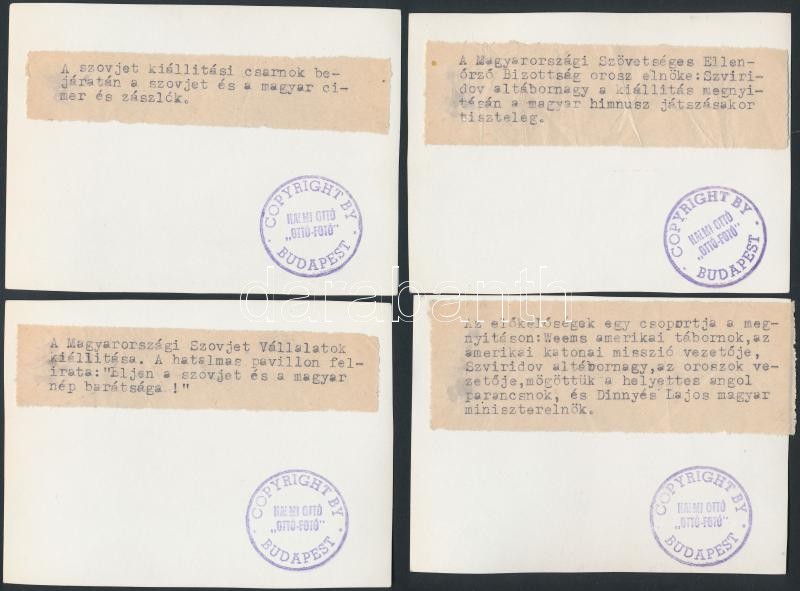 A szovjet kiállitási csarnok be-
járatán a szovjet és a magyar ci-
mer és zászlók.
COPYRIGHT BY
HALMI OTTÓ
„OTTÓ-FOTÓ"
BUDAPEST
A Magyarországi Szövetséges Ellen-
őrző Bizottság orosz elnöke:Szviri-
dov altábornagy a kiállitás megnyi-
tásán a magyar himnusz játszásakor
tiszteleg.
COPYRIGHT BY
HALMI OTTÓ
„OTTÓ-FOTÓ"
BUDAPEST
darabanth
A Magyarországi Szovjet Vállalatok
kiállitása. A hatalmas pavillon fel-
irata:"Éljen a szovjet és a magyar
nép barátsága !"
COPYRIGHT BY
HALMI OTTÓ
„OTTÓ-FOTÓ"
BUDAPEST
Az előkelőségek egy csoportja a meg-
nyitáson:Weems amerikai tábornok,az
amerikai katonai misszió vezetője,
Szviridov altábornagy,az oroszok ve-
zetője,mögöttük a helyettes angol
parancsnok, és Dinnyés Lajos magyar
miniszterelnök.
COPYRIGHT BY
HALMI OTTÓ
„OTTÓ-FOTÓ"
BUDAPEST